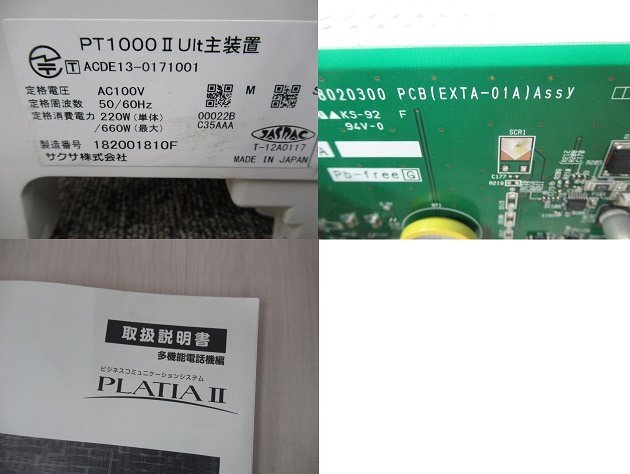 PT1000ⅡUlt主装置
T ACDE13-0171001
定格電圧 AC100V
定格周波数 50/60Hz
定格消費電力 220W(単体)
/660W(最大)
M S
00022B
C35AAA
製造番号 182001810F
サクサ株式会社
JASPAC
T-12A0117
MADE IN JAPAN
8020300 PCB(EXTA-01A)Assy
KS-92 F
94V-0
A
Pb-free G
SCR1
C177
R219
R205
取扱説明書
多機能電話機編
ビジネスコミュニケーションシステム
PLATIAⅡ